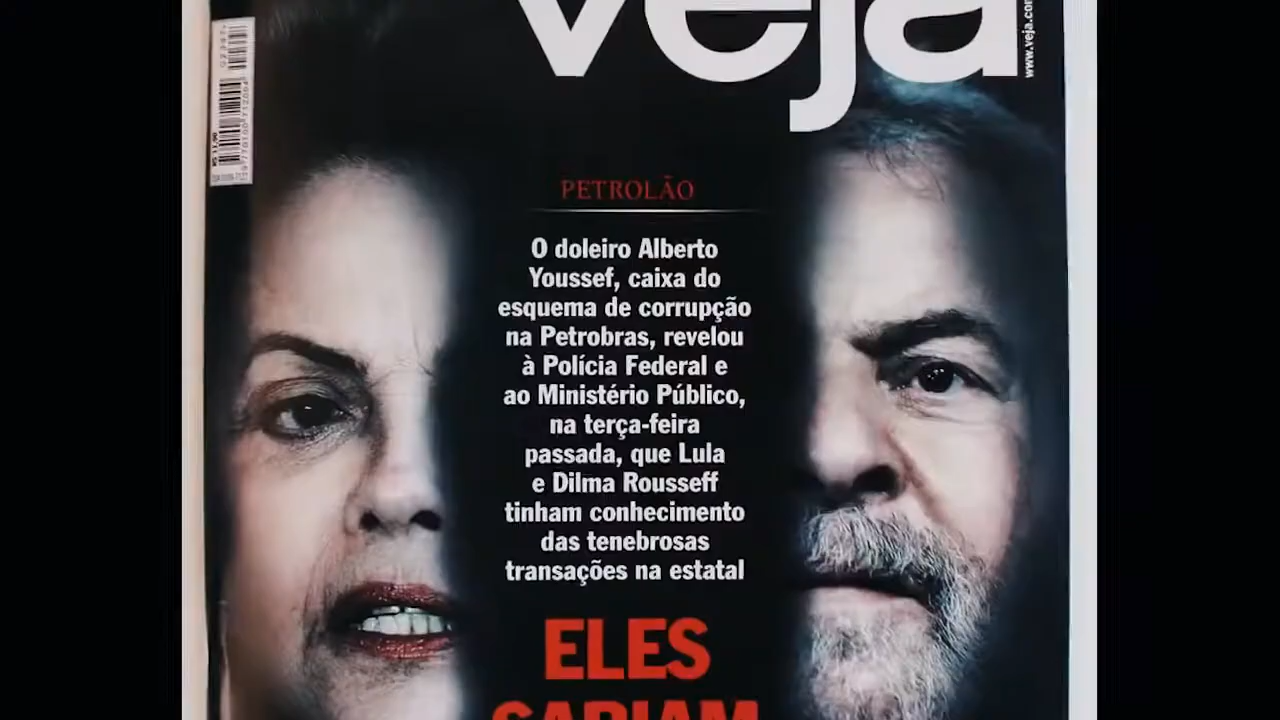 veja
www.veja.com
PETROLÃO
O doleiro Alberto
Youssef, caixa do
esquema de corrupção
na Petrobras, revelou
à Polícia Federal e
ao Ministério Público,
na terça-feira
passada, que Lula
e Dilma Rousseff
tinham conhecimento
das tenebrosas
transações na estatal
ELES
SABIAM